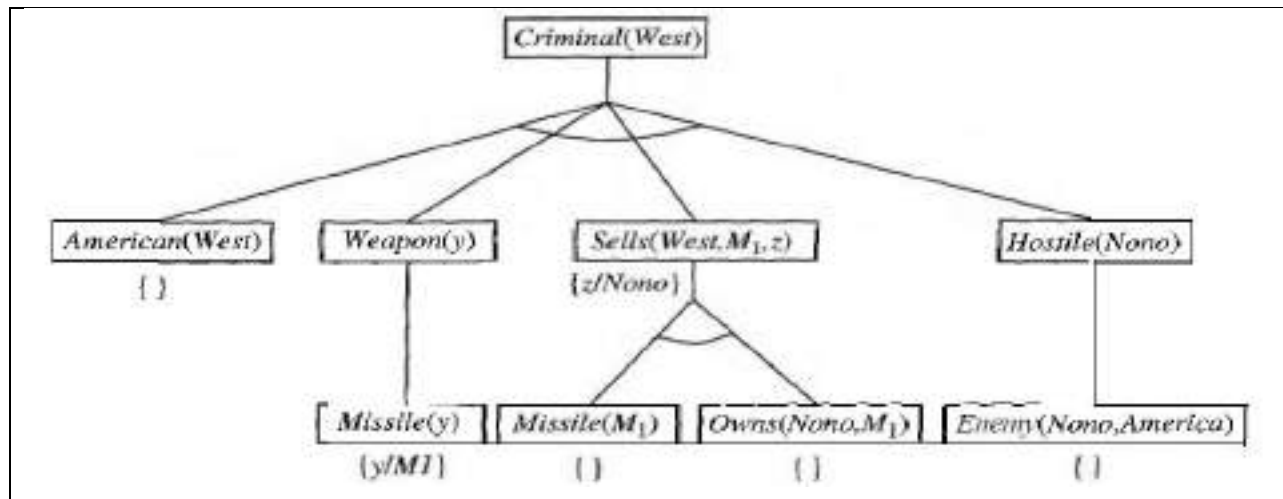 Criminal(West)
American(West) Weapon(y) Sells(West,M₁,z) Hostile(Nono)
{ } {z/Nono}
Missile(y) Missile(M₁) Owns(Nono,M₁) Enemy(Nono,America)
{y/M1} { } { } { }